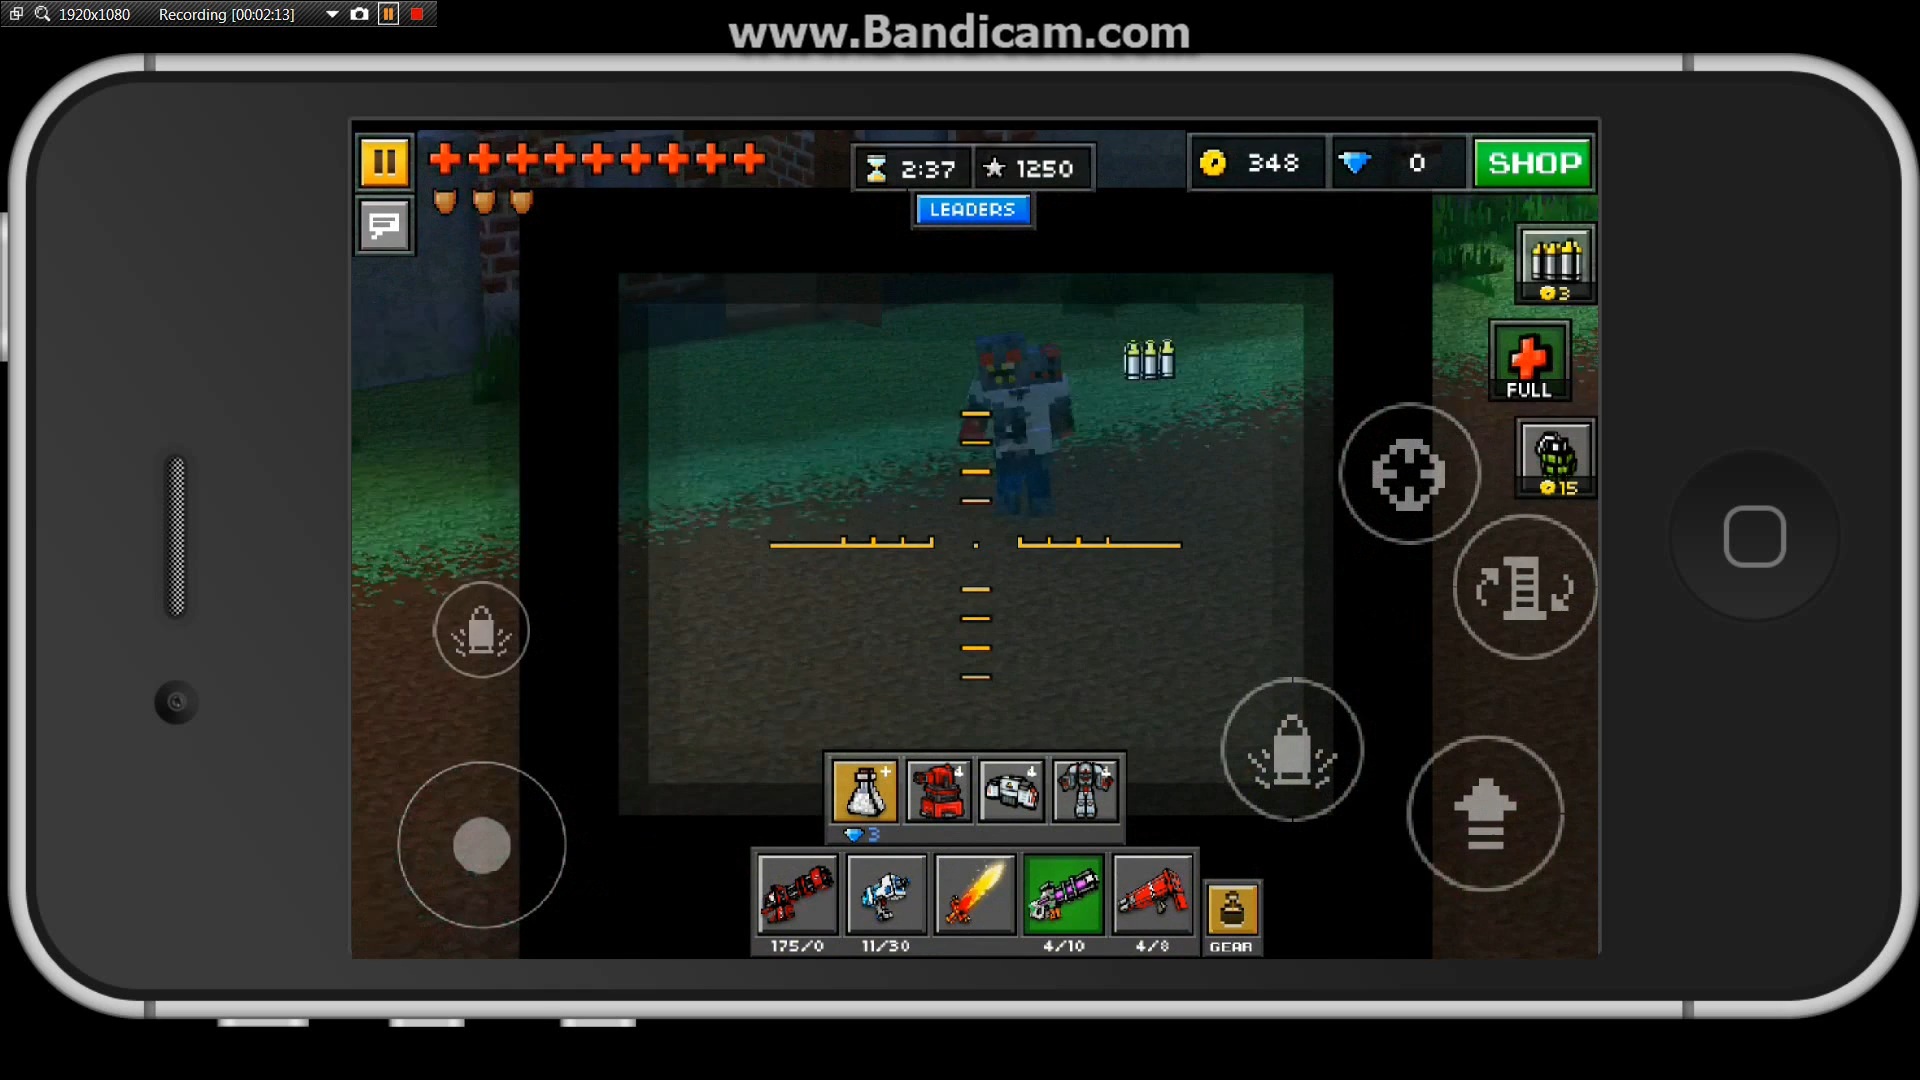 1920x1080 Recording [00:02:13]
www.Bandicam.com
2:37 1250
348 0 SHOP
LEADERS
3
FULL
15
3
175/0 11/30 4/10 4/8
GEAR